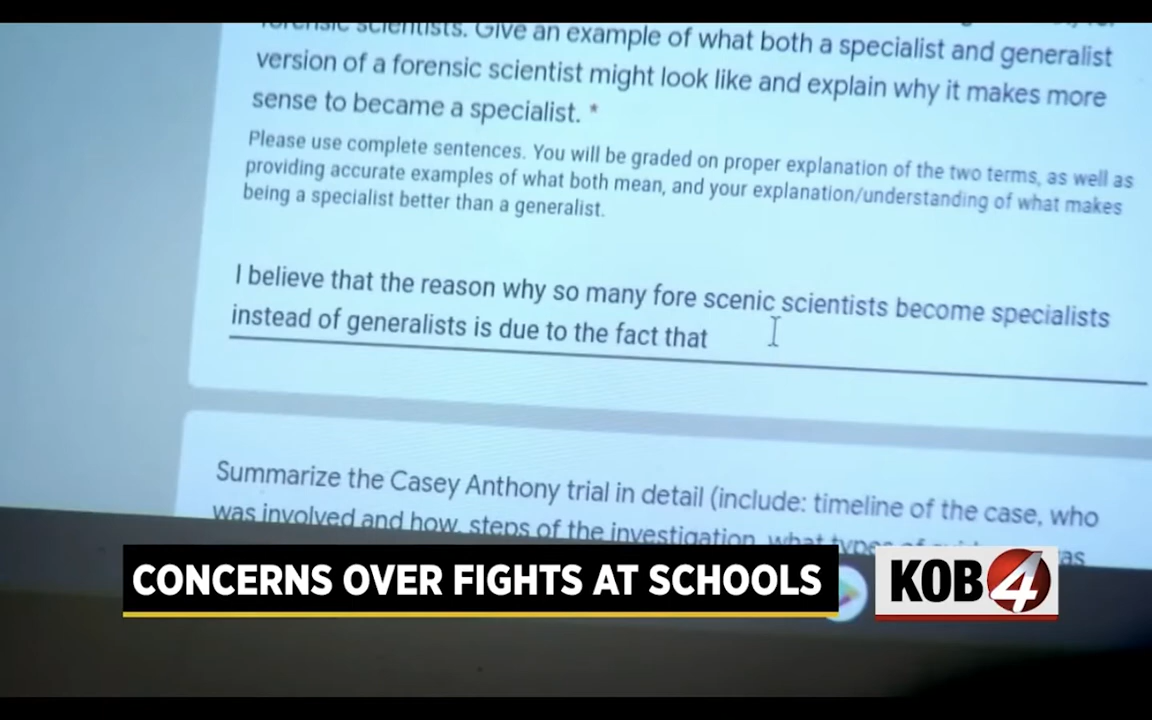 forensic scientists. Give an example of what both a specialist and generalist
version of a forensic scientist might look like and explain why it makes more
sense to became a specialist. *
Please use complete sentences. You will be graded on proper explanation of the two terms, as well as
providing accurate examples of what both mean, and your explanation/understanding of what makes
being a specialist better than a generalist.
I believe that the reason why so many fore scenic scientists become specialists
instead of generalists is due to the fact that
Summarize the Casey Anthony trial in detail (include: timeline of the case, who
was involved and how, steps of the investigation, what types of
as
CONCERNS OVER FIGHTS AT SCHOOLS
KOB 4